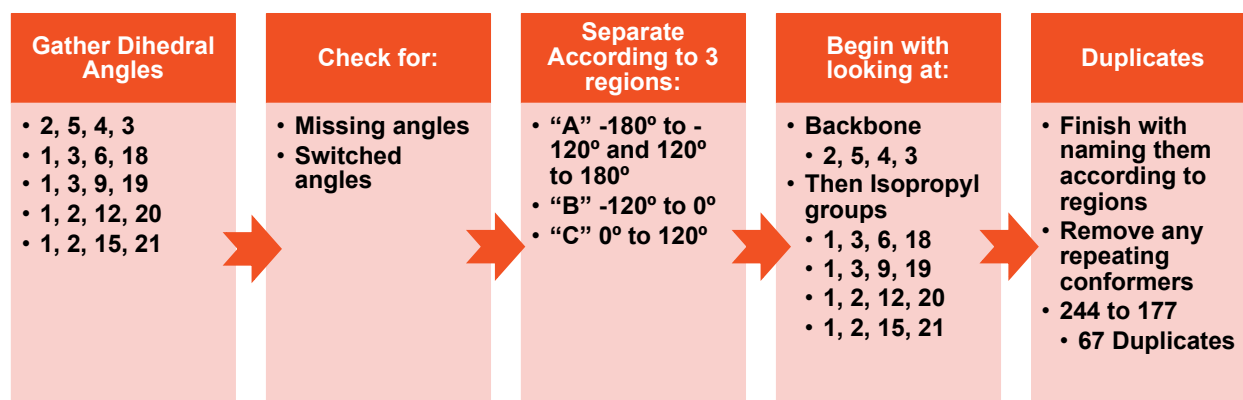 Gather Dihedral
Angles
• 2, 5, 4, 3
• 1, 3, 6, 18
• 1, 3, 9, 19
• 1, 2, 12, 20
• 1, 2, 15, 21
Check for:
• Missing angles
• Switched
angles
Separate
According to 3
regions:
• “A” -180º to -
120º and 120º
to 180º
• “B” -120º to 0º
• “C” 0º to 120º
Begin with
looking at:
• Backbone
• 2, 5, 4, 3
• Then Isopropyl
groups
• 1, 3, 6, 18
• 1, 3, 9, 19
• 1, 2, 12, 20
• 1, 2, 15, 21
Duplicates
• Finish with
naming them
according to
regions
• Remove any
repeating
conformers
• 244 to 177
• 67 Duplicates